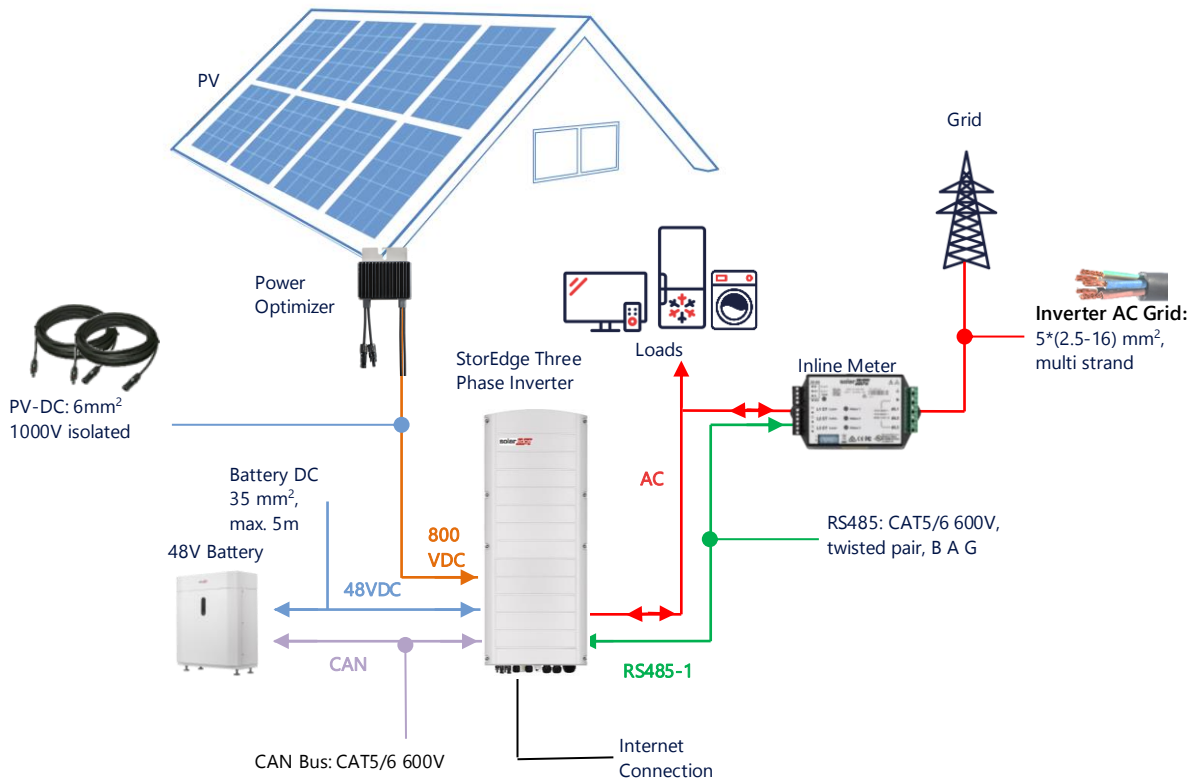 PV
Grid
Power
Optimizer
Inverter AC Grid:
5*(2.5-16) mm²,
multi strand
StorEdge Three
Phase Inverter
Loads
Inline Meter
solar
PV-DC: 6mm²
1000V isolated
Battery DC
35 mm²,
max. 5m
AC
800
VDC
RS485: CAT5/6 600V,
twisted pair, B A G
48V Battery
48VDC
CAN
RS485-1
CAN Bus: CAT5/6 600V
Internet
Connection